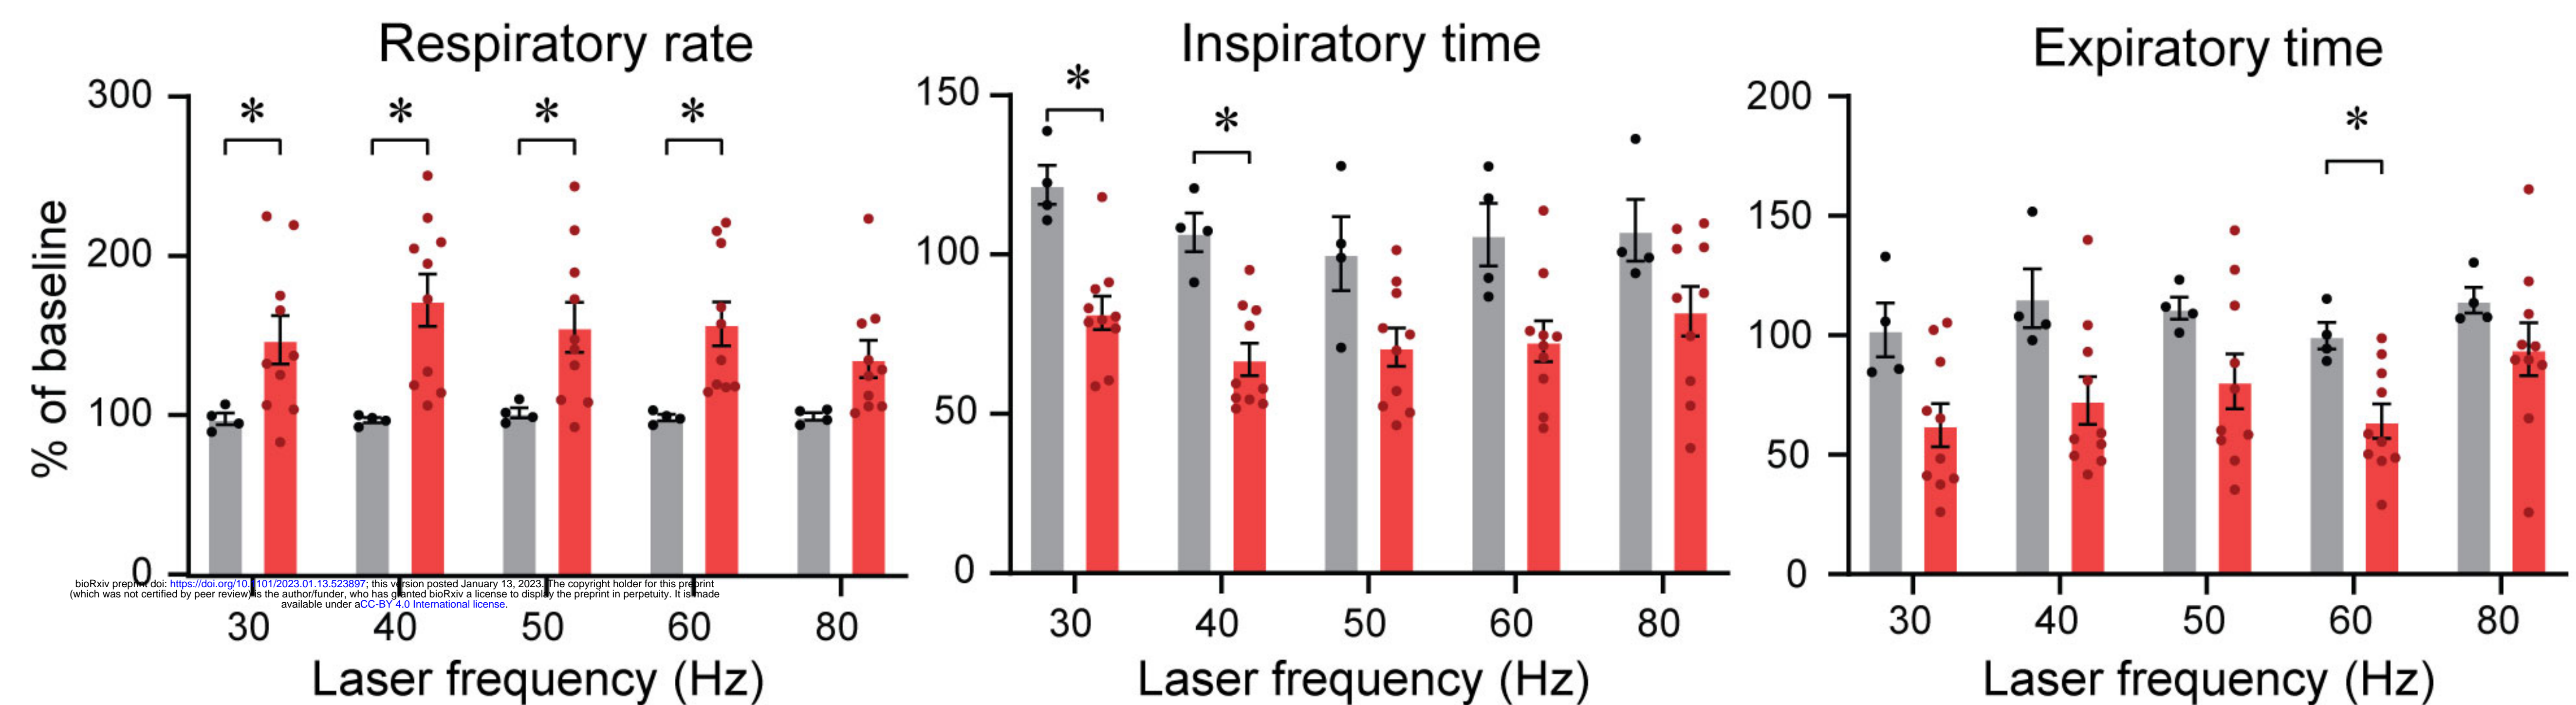 Respiratory rate
Inspiratory time
Expiratory time
% of baseline
300
200
100
0
* * * *
150
100
50
0
* *
200
150
100
50
0
*
bioRxiv preprint doi: https://doi.org/10.1101/2023.01.13.523897; this version posted January 13, 2023. The copyright holder for this preprint
(which was not certified by peer review) is the author/funder, who has granted bioRxiv a license to display the preprint in perpetuity. It is made
available under aCC-BY 4.0 International license.
30 40 50 60 80
Laser frequency (Hz)
30 40 50 60 80
Laser frequency (Hz)
30 40 50 60 80
Laser frequency (Hz)